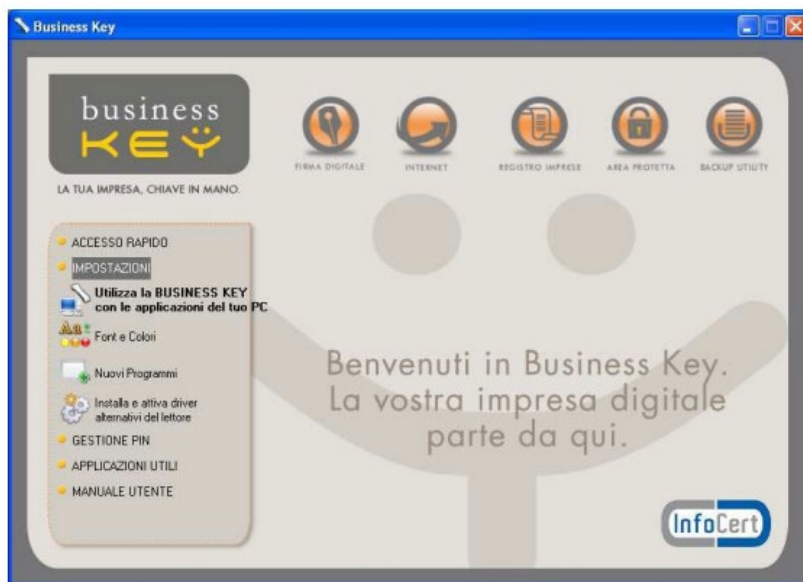 Business Key
business
KEY
LA TUA IMPRESA, CHIAVE IN MANO.
FIRMA DIGITALE
INTERNET
REGISTRO IMPRESE
AREA PROTETTA
BACKUP UTILITY
ACCESSO RAPIDO
IMPOSTAZIONI
Utilizza la BUSINESS KEY
con le applicazioni del tuo PC
Aa
Font e Colori
Nuovi Programmi
Installa e attiva driver
alternativi del lettore
GESTIONE PIN
APPLICAZIONI UTILI
MANUALE UTENTE
Benvenuti in Business Key.
La vostra impresa digitale
parte da qui.
InfoCert